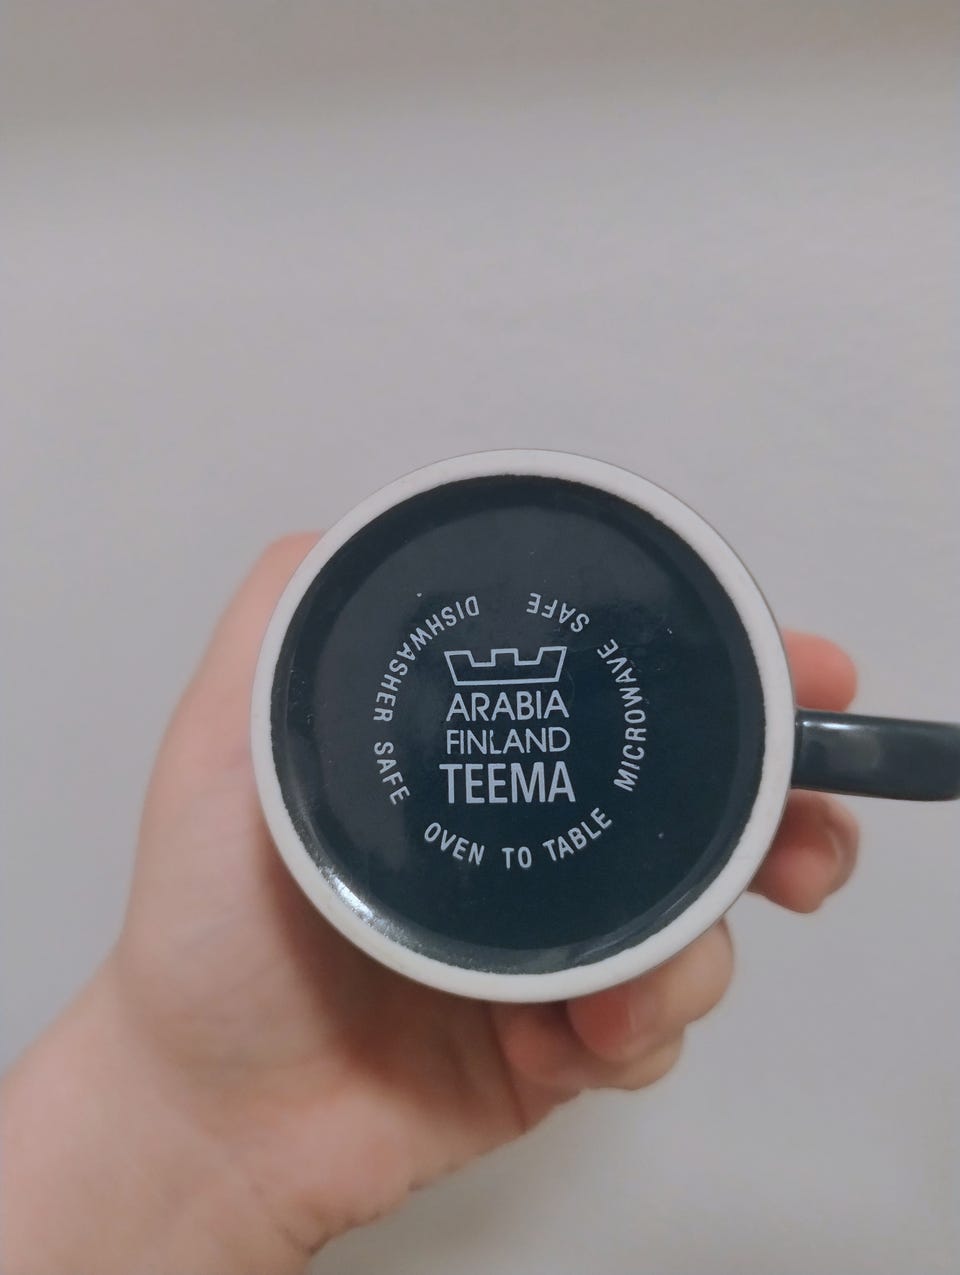 ARABIA
FINLAND
TEEMA
DISHWASHER SAFE
OVEN TO TABLE
MICROWAVE SAFE